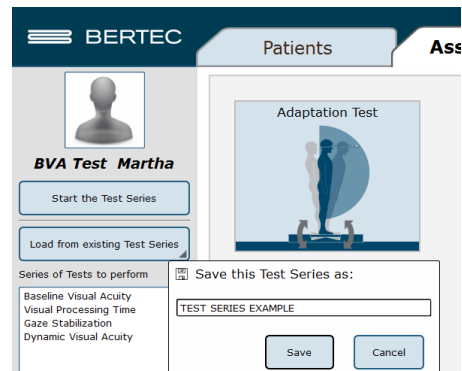 BERTEC
Patients
Ass
Adaptation Test
BVA Test  Martha
Start the Test Series
Load from existing Test Series
Series of Tests to perform
Baseline Visual Acuity
Visual Processing Time
Gaze Stabilization
Dynamic Visual Acuity
Save this Test Series as:
TEST SERIES EXAMPLE
Save
Cancel